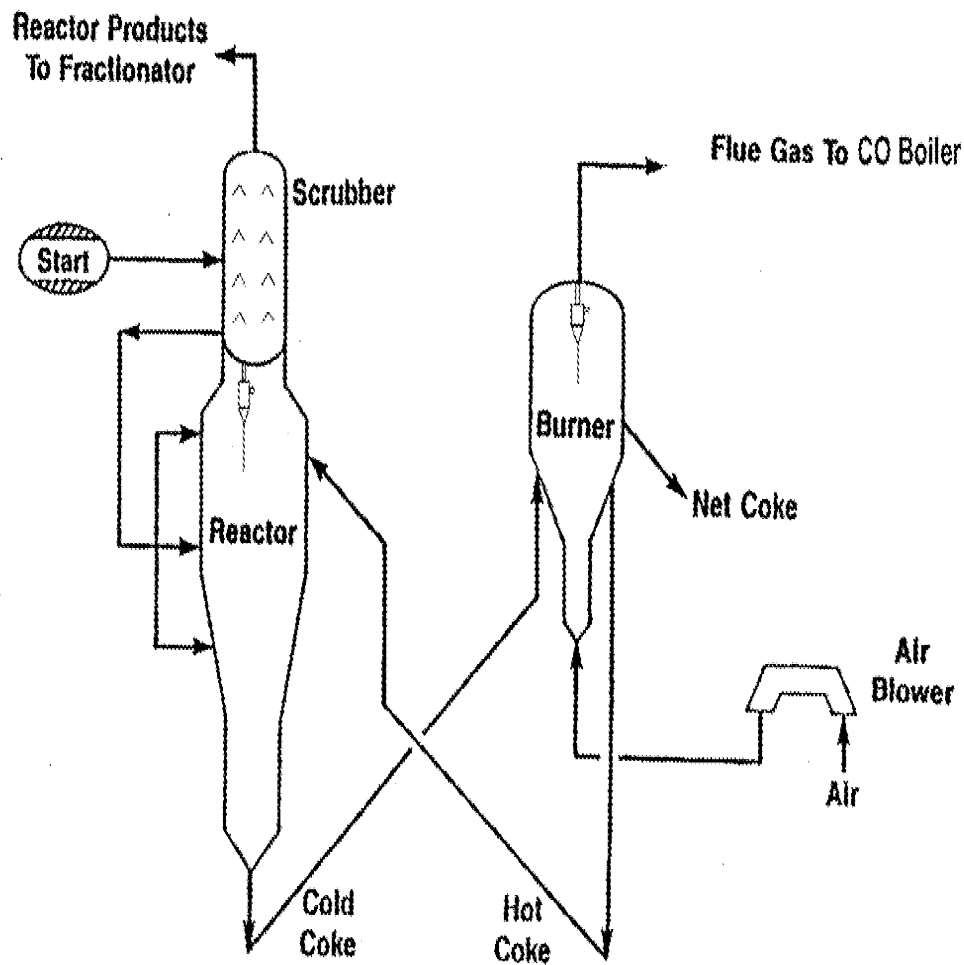 Reactor Products
To Fractionator
Flue Gas To CO Boiler
Scrubber
Start
Burner
Net Coke
Reactor
Air
Blower
Air
Cold
Coke
Hot
Coke